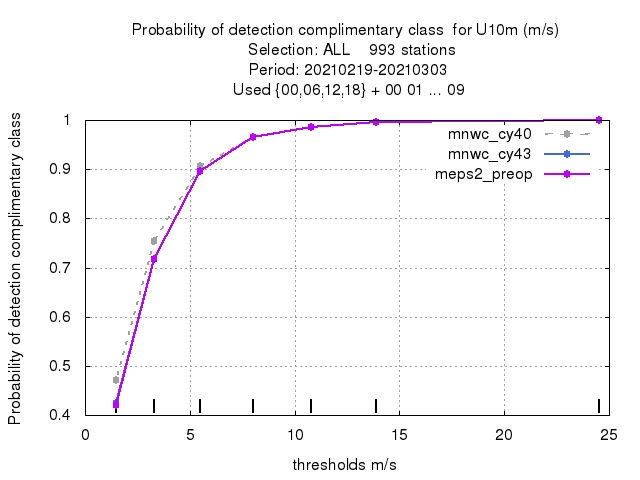 Probability of detection complimentary class  for U10m (m/s)
Selection: ALL    993 stations
Period: 20210219-20210303
Used {00,06,12,18} + 00 01 ... 09
Probability of detection complimentary class
1
0.9
0.8
0.7
0.6
0.5
0.4
mnwc_cy40
mnwc_cy43
meps2_preop
0 5 10 15 20 25
thresholds m/s